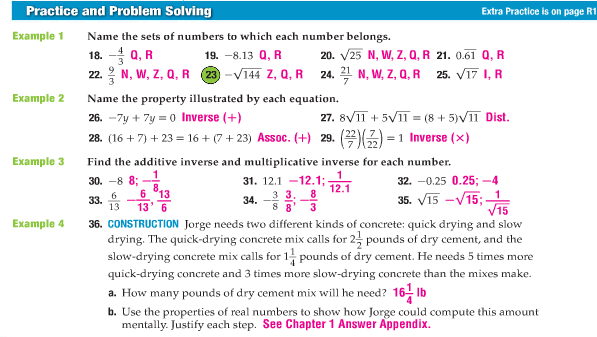 Practice and Problem Solving Extra Practice is on page R1
Example 1 Name the sets of numbers to which each number belongs.
18. −4/3 Q, R 19. −8.13 Q, R 20. √25 N, W, Z, Q, R 21. 0.6̅1̅ Q, R
22. 9/3 N, W, Z, Q, R 23 −√144 Z, Q, R 24. 21/7 N, W, Z, Q, R 25. √17 I, R
Example 2 Name the property illustrated by each equation.
26. −7y + 7y = 0 Inverse (+) 27. 8√11 + 5√11 = (8 + 5)√11 Dist.
28. (16 + 7) + 23 = 16 + (7 + 23) Assoc. (+) 29. (22/7)(7/22) = 1 Inverse (×)
Example 3 Find the additive inverse and multiplicative inverse for each number.
30. −8 8; −1/8 31. 12.1 −12.1; 1/12.1 32. −0.25 0.25; −4
33. 6/13 −6/13, 13/6 34. −3/8 3/8; −8/3 35. √15 −√15; 1/√15
Example 4 36. CONSTRUCTION Jorge needs two different kinds of concrete: quick drying and slow
drying. The quick-drying concrete mix calls for 2 1/2 pounds of dry cement, and the
slow-drying concrete mix calls for 1 1/4 pounds of dry cement. He needs 5 times more
quick-drying concrete and 3 times more slow-drying concrete than the mixes make.
a. How many pounds of dry cement mix will he need? 16 1/4 lb
b. Use the properties of real numbers to show how Jorge could compute this amount
mentally. Justify each step. See Chapter 1 Answer Appendix.